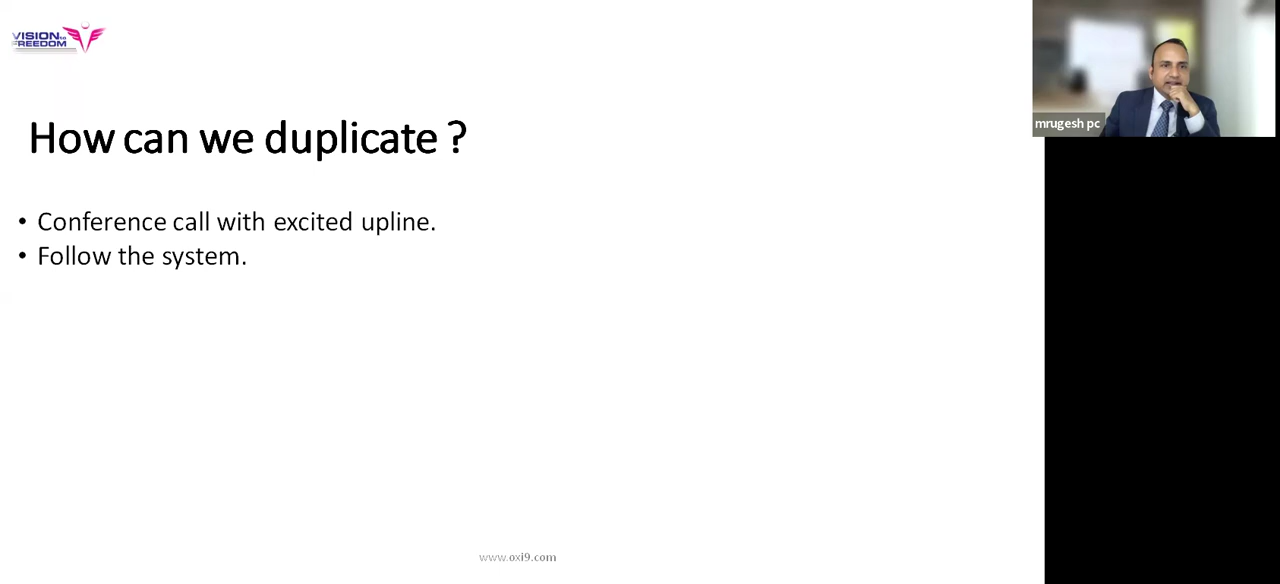 VISION to
FREEDOM
mrugesh pc
How can we duplicate ?
• Conference call with excited upline.
• Follow the system.
www.oxi9.com